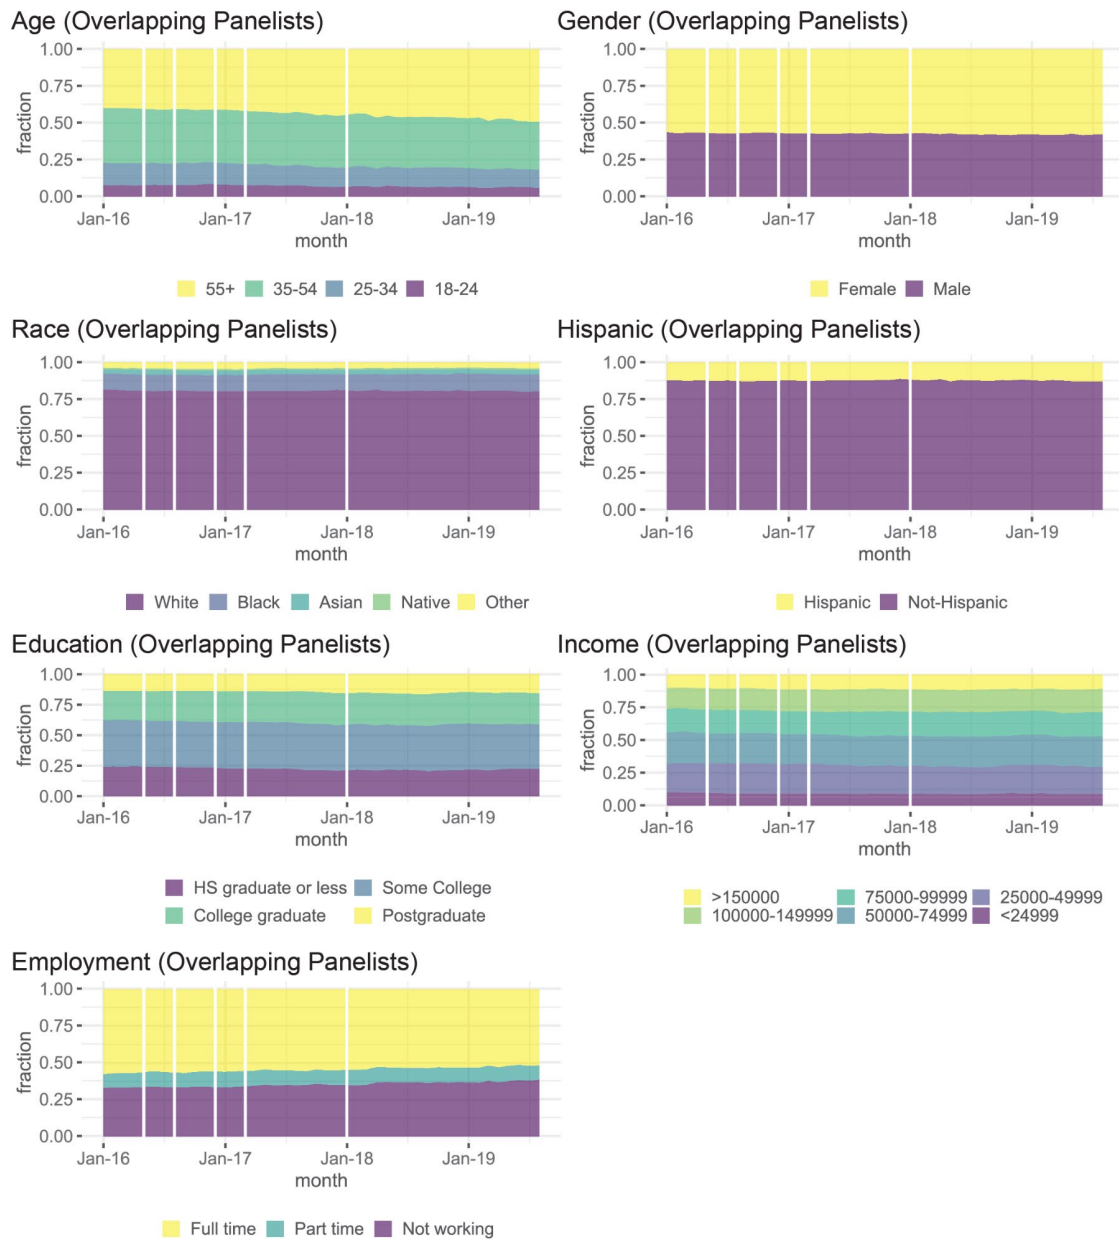 Age (Overlapping Panelists)
1.00
0.75
0.50
0.25
0.00
fraction
Jan-16 Jan-17 Jan-18 Jan-19
month
55+ 35-54 25-34 18-24
Gender (Overlapping Panelists)
1.00
0.75
0.50
0.25
0.00
fraction
Jan-16 Jan-17 Jan-18 Jan-19
month
Female Male
Race (Overlapping Panelists)
1.00
0.75
0.50
0.25
0.00
fraction
Jan-16 Jan-17 Jan-18 Jan-19
month
White Black Asian Native Other
Hispanic (Overlapping Panelists)
1.00
0.75
0.50
0.25
0.00
fraction
Jan-16 Jan-17 Jan-18 Jan-19
month
Hispanic Not-Hispanic
Education (Overlapping Panelists)
1.00
0.75
0.50
0.25
0.00
fraction
Jan-16 Jan-17 Jan-18 Jan-19
month
HS graduate or less Some College
College graduate Postgraduate
Income (Overlapping Panelists)
1.00
0.75
0.50
0.25
0.00
fraction
Jan-16 Jan-17 Jan-18 Jan-19
month
>150000 75000-99999 25000-49999
100000-149999 50000-74999 <24999
Employment (Overlapping Panelists)
1.00
0.75
0.50
0.25
0.00
fraction
Jan-16 Jan-17 Jan-18 Jan-19
month
Full time Part time Not working